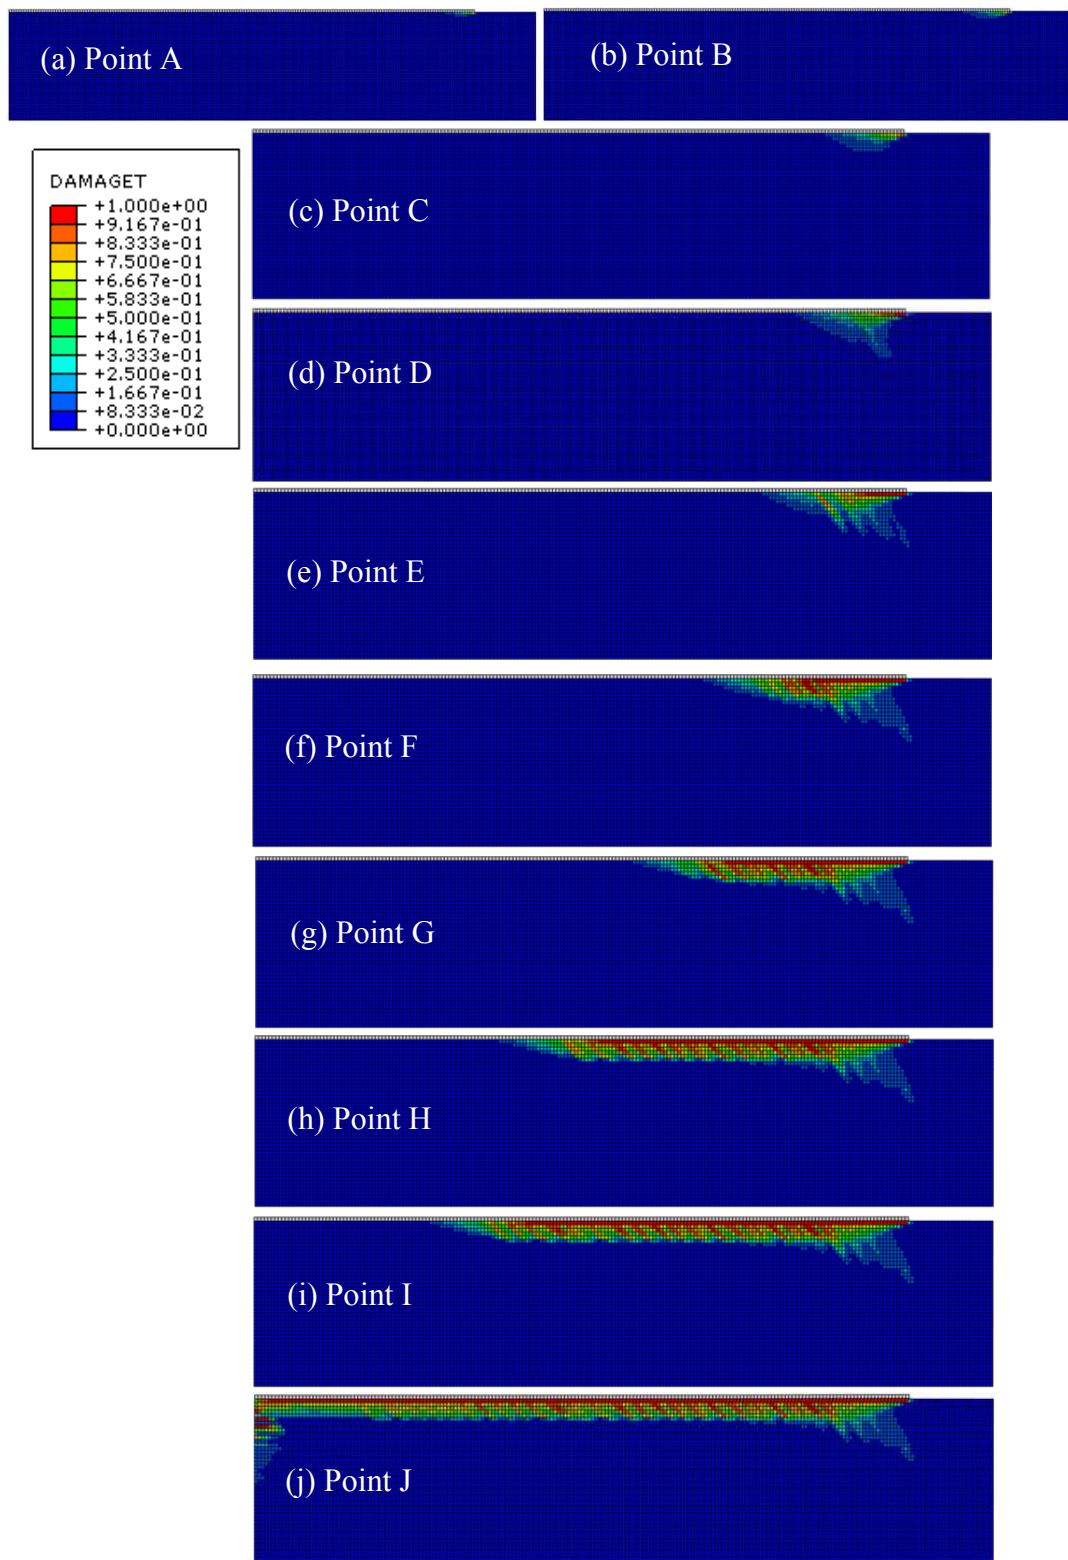 (a) Point A
(b) Point B
DAMAGET
+1.000e+00
+9.167e-01
+8.333e-01
+7.500e-01
+6.667e-01
+5.833e-01
+5.000e-01
+4.167e-01
+3.333e-01
+2.500e-01
+1.667e-01
+8.333e-02
+0.000e+00
(c) Point C
(d) Point D
(e) Point E
(f) Point F
(g) Point G
(h) Point H
(i) Point I
(j) Point J